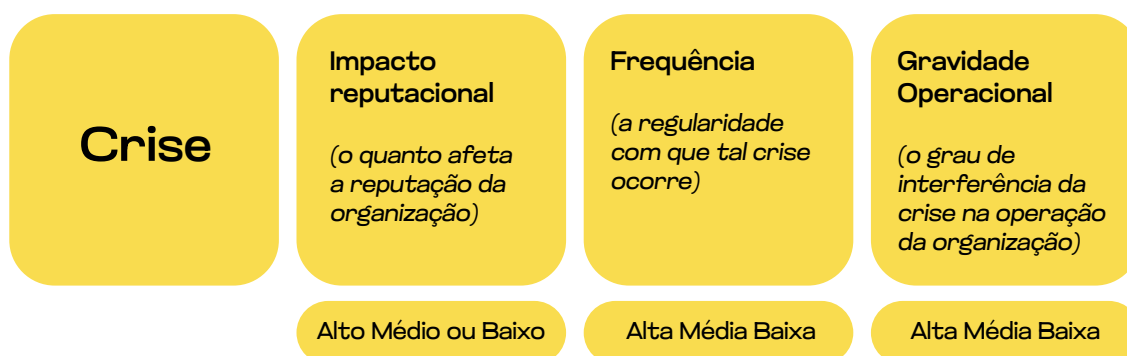 Crise
Impacto
reputacional
(o quanto afeta
a reputação da
organização)
Frequência
(a regularidade
com que tal crise
ocorre)
Gravidade
Operacional
(o grau de
interferência da
crise na operação
da organização)
Alto Médio ou Baixo
Alta Média Baixa
Alta Média Baixa